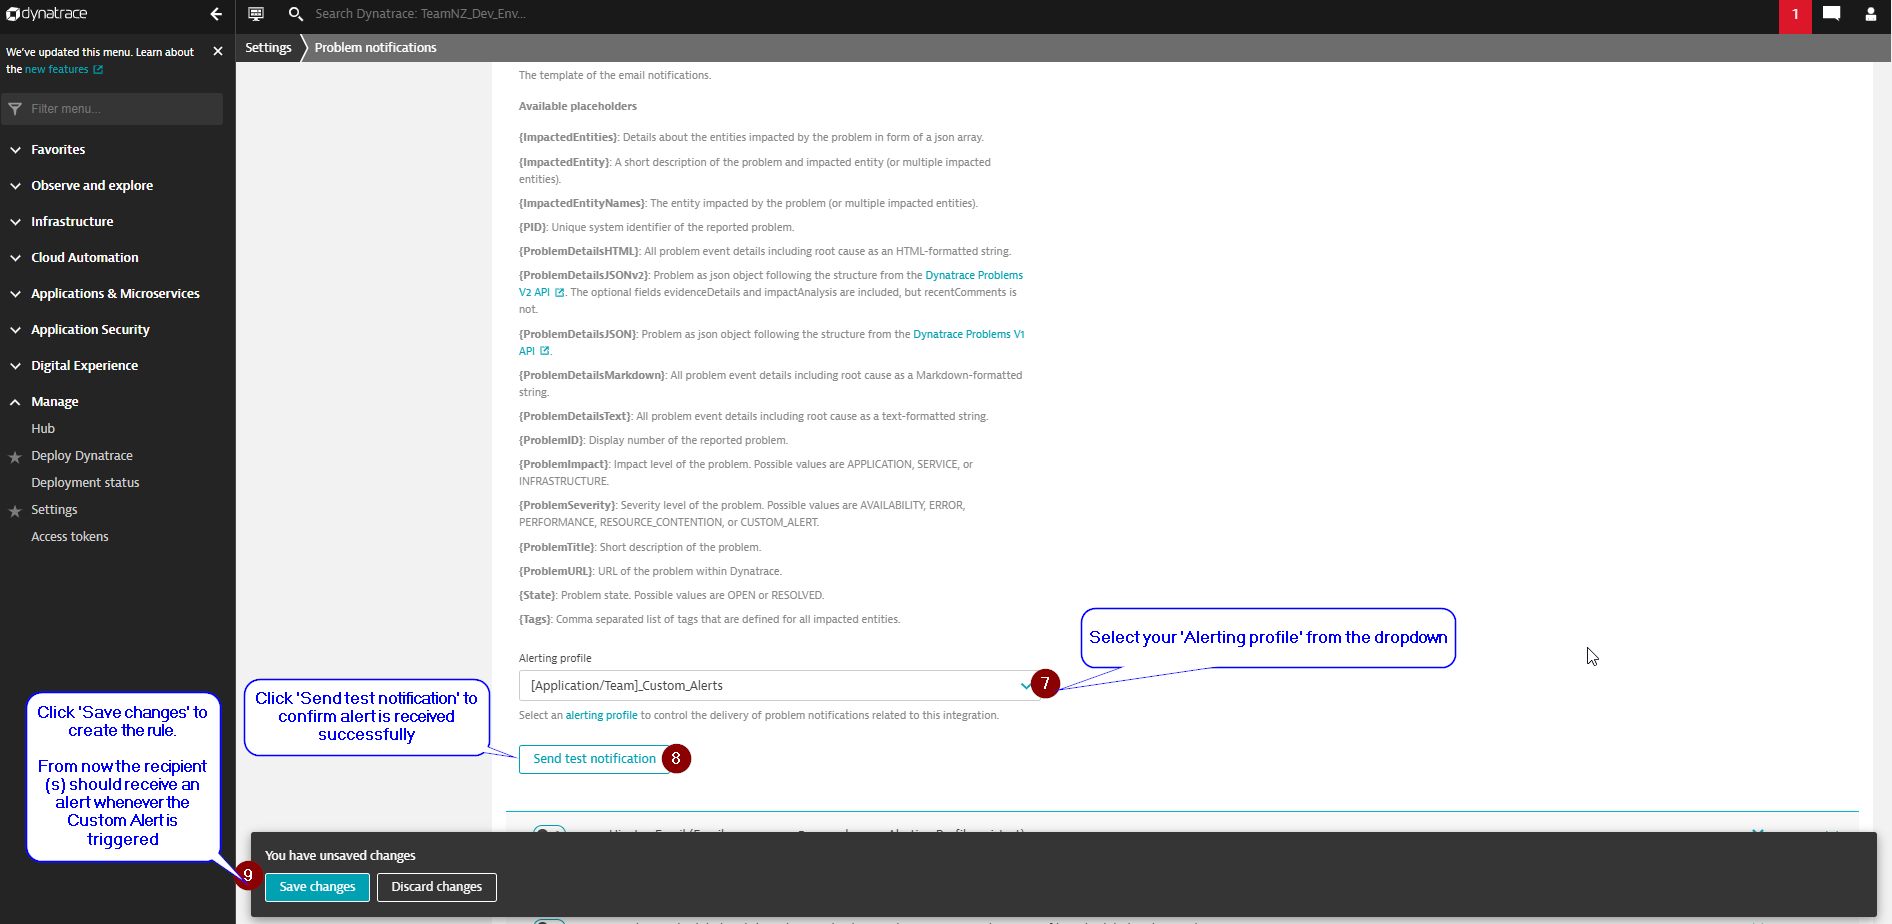 dynatrace
Search Dynatrace: TeamNZ_Dev_Env...
1
We've updated this menu. Learn about
the new features
Settings
Problem notifications
Filter menu...
Favorites
Observe and explore
Infrastructure
Cloud Automation
Applications & Microservices
Application Security
Digital Experience
Manage
Hub
Deploy Dynatrace
Deployment status
Settings
Access tokens
The template of the email notifications.
Available placeholders
{ImpactedEntities}: Details about the entities impacted by the problem in form of a json array.
{ImpactedEntity}: A short description of the problem and impacted entity (or multiple impacted
entities).
{ImpactedEntityNames}: The entity impacted by the problem (or multiple impacted entities).
{PID}: Unique system identifier of the reported problem.
{ProblemDetailsHTML}: All problem event details including root cause as an HTML-formatted string.
{ProblemDetailsJSONv2}: Problem as json object following the structure from the Dynatrace Problems
V2 API. The optional fields evidenceDetails and impactAnalysis are included, but recentComments is
not.
{ProblemDetailsJSON}: Problem as json object following the structure from the Dynatrace Problems V1
API.
{ProblemDetailsMarkdown}: All problem event details including root cause as a Markdown-formatted
string.
{ProblemDetailsText}: All problem event details including root cause as a text-formatted string.
{ProblemID}: Display number of the reported problem.
{ProblemImpact}: Impact level of the problem. Possible values are APPLICATION, SERVICE, or
INFRASTRUCTURE.
{ProblemSeverity}: Severity level of the problem. Possible values are AVAILABILITY, ERROR,
PERFORMANCE, RESOURCE_CONTENTION, or CUSTOM_ALERT.
{ProblemTitle}: Short description of the problem.
{ProblemURL}: URL of the problem within Dynatrace.
{State}: Problem state. Possible values are OPEN or RESOLVED.
{Tags}: Comma separated list of tags that are defined for all impacted entities.
Select your 'Alerting profile' from the dropdown
Alerting profile
[Application/Team]_Custom_Alerts
7
Select an alerting profile to control the delivery of problem notifications related to this integration.
Click 'Send test notification' to
confirm alert is received
successfully
Send test notification
8
Click 'Save changes' to
create the rule.
From now the recipient
(s) should receive an
alert whenever the
Custom Alert is
triggered
9
You have unsaved changes
Save changes
Discard changes